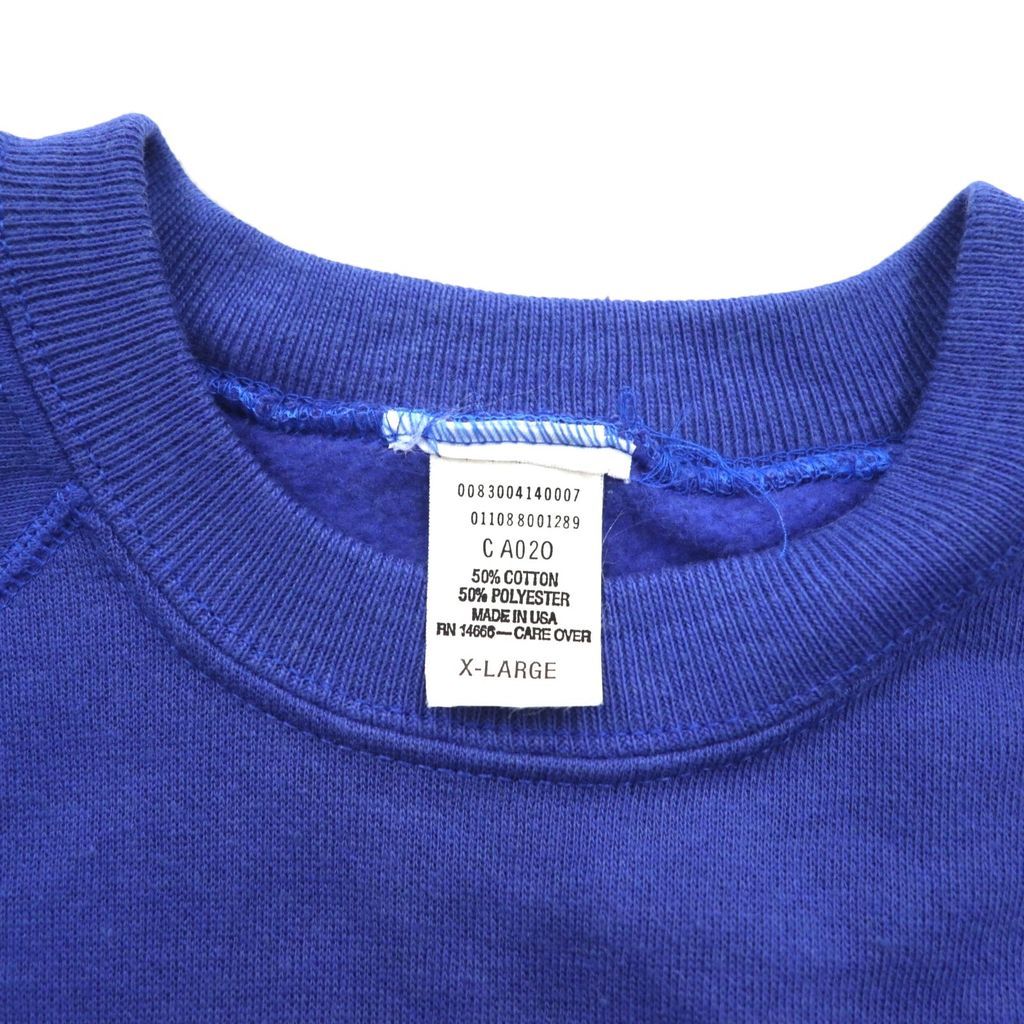 0083004140007
011088001289
C A020
50% COTTON
50% POLYESTER
MADE IN USA
RN 14666—CARE OVER
X-LARGE